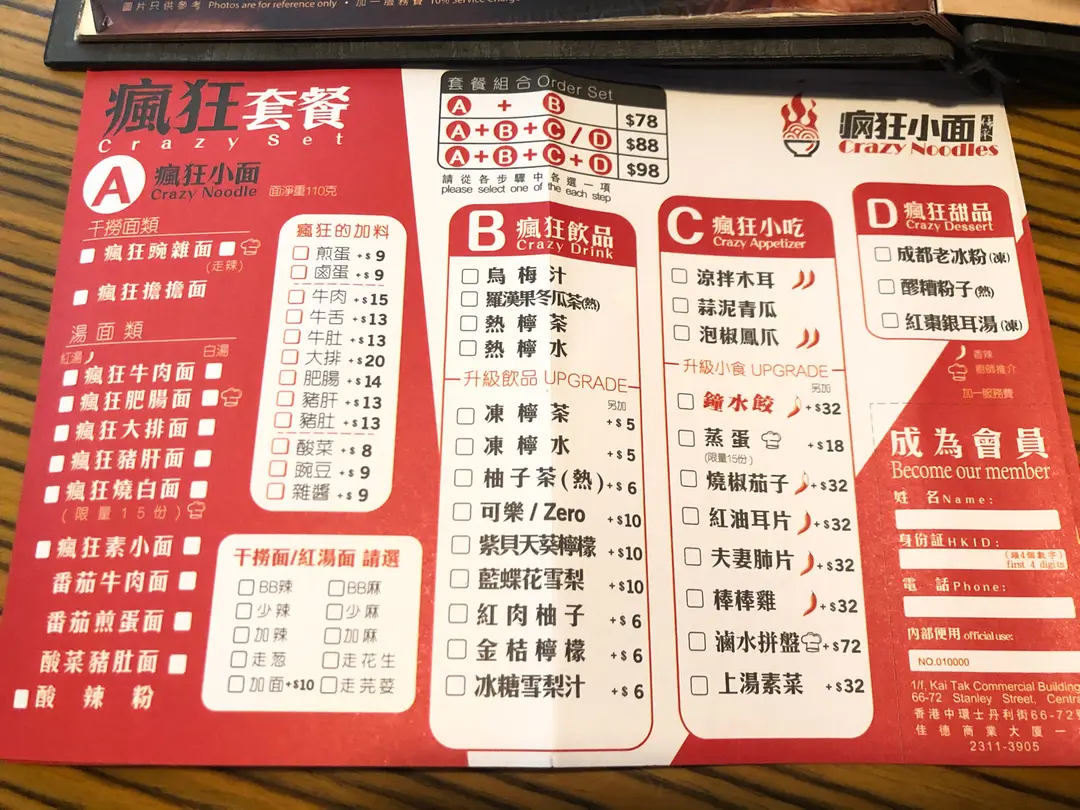 圖片只供參考 Photos are for reference only • 加一服務費 10% Service Charge
瘋狂套餐
Crazy Set
A 瘋狂小面
Crazy Noodle 面淨重110克
干撈面類
瘋狂豌雜面
(走辣)
瘋狂擔擔面
湯面類
紅湯 白湯
瘋狂牛肉面
瘋狂肥腸面
瘋狂大排面
瘋狂豬肝面
瘋狂燒白面
(限量15份)
瘋狂素小面
番茄牛肉面
番茄煎蛋面
酸菜豬肚面
酸辣粉
瘋狂的加料
煎蛋 +$9
鹵蛋 +$9
牛肉 +$15
牛舌 +$13
牛肚 +$13
大排 +$20
肥腸 +$14
豬肝 +$13
豬肚 +$13
酸菜 +$8
豌豆 +$9
雜醬 +$9
干撈面/紅湯面 請選
BB辣 BB麻
少辣 少麻
加辣 加麻
走葱 走花生
加面+$10 走芫荽
套餐組合 Order Set
A + B $78
A+B+C/D $88
A+B+C+D $98
請從各步驟中各選一項
please select one of the each step
B 瘋狂飲品
Crazy Drink
烏梅汁
羅漢果冬瓜茶(熱)
熱檸茶
熱檸水
升級飲品 UPGRADE
另加
凍檸茶 +$5
凍檸水 +$5
柚子茶(熱) +$6
可樂/Zero +$10
紫貝天葵檸檬 +$10
藍蝶花雪梨 +$10
紅肉柚子 +$6
金桔檸檬 +$6
冰糖雪梨汁 +$6
C 瘋狂小吃
Crazy Appetizer
涼拌木耳
蒜泥青瓜
泡椒鳳爪
升級小食 UPGRADE
另加
鐘水餃 +$32
蒸蛋 +$18
(限量15份)
燒椒茄子 +$32
紅油耳片 +$32
夫妻肺片 +$32
棒棒雞 +$32
滷水拼盤 +$72
上湯素菜 +$32
瘋狂小面
Crazy Noodles
D 瘋狂甜品
Crazy Dessert
成都老冰粉(凍)
醪糟粉子(熱)
紅棗銀耳湯(凍)
香辣
廚師推介
加一服務費
成為會員
Become our member
姓名Name:
身份証HKID:
(頭4個數字)
first 4 digits
電話Phone:
內部使用 official use:
NO.010000
1/f, Kai Tak Commercial Building
66-72 Stanley Street, Centra
香港中環士丹利街66-72號
佳德商業大厦一
2311-3905